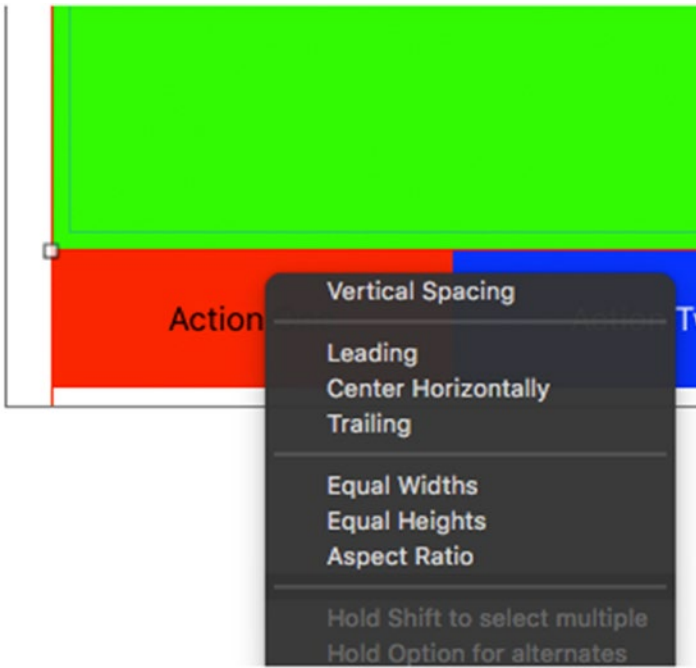 Vertical Spacing
Action
Leading
Center Horizontally
Trailing
Equal Widths
Equal Heights
Aspect Ratio
Hold Shift to select multiple
Hold Option for alternates